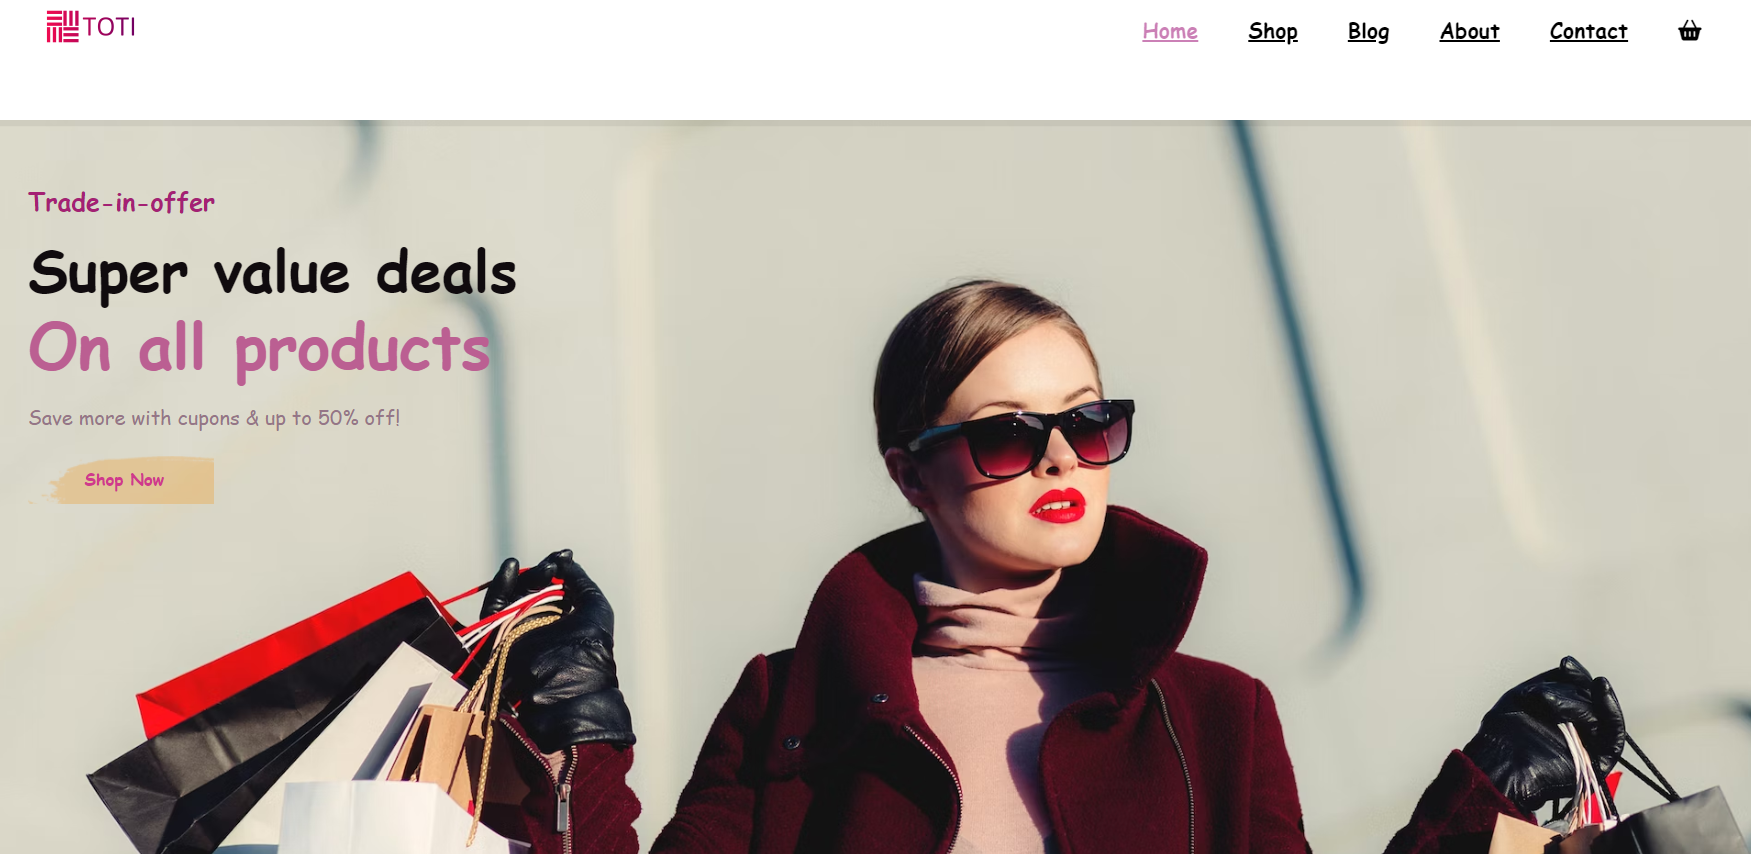 TOTI
Home Shop Blog About Contact
Trade-in-offer
Super value deals
On all products
Save more with cupons & up to 50% off!
Shop Now